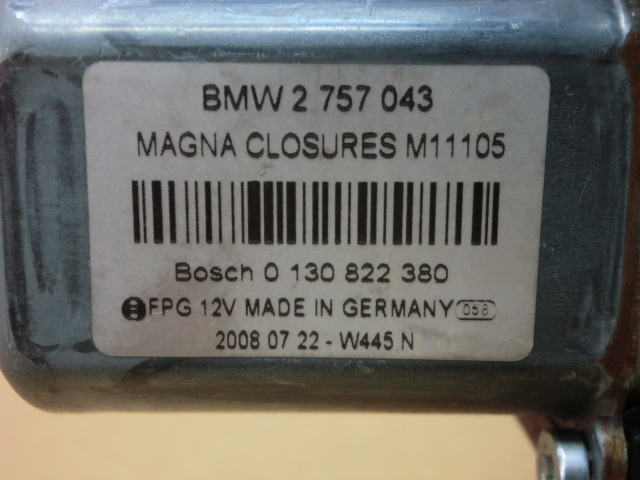 BMW 2 757 043
MAGNA CLOSURES M11105
Bosch 0 130 822 380
FPG 12V MADE IN GERMANY 056
2008 07 22 - W445 N